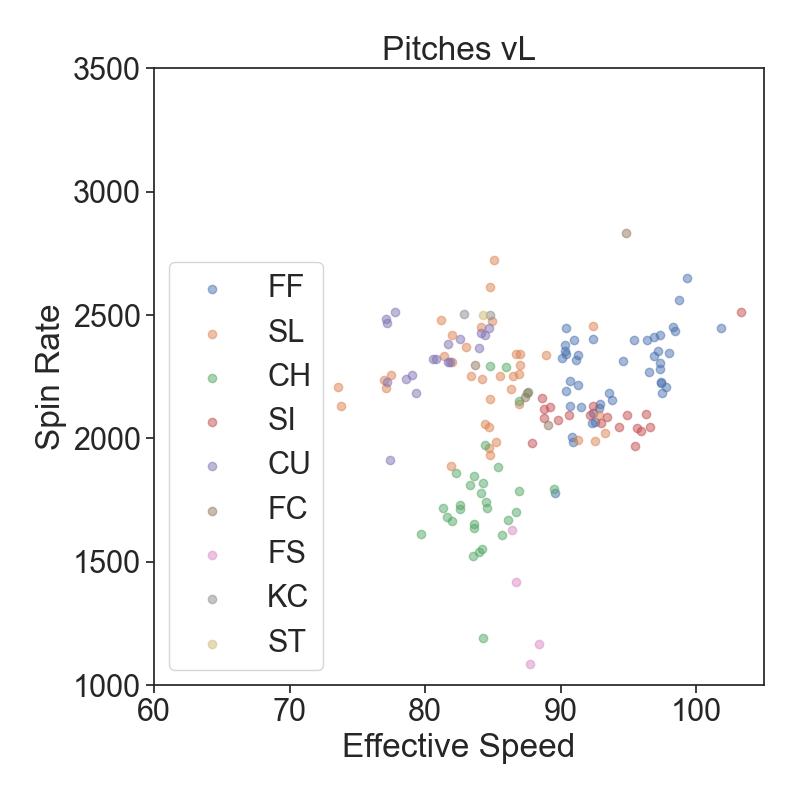 Pitches vL
3500
3000
2500
2000
1500
1000
Spin Rate
FF
SL
CH
SI
CU
FC
FS
KC
ST
60
70
80
90
100
Effective Speed